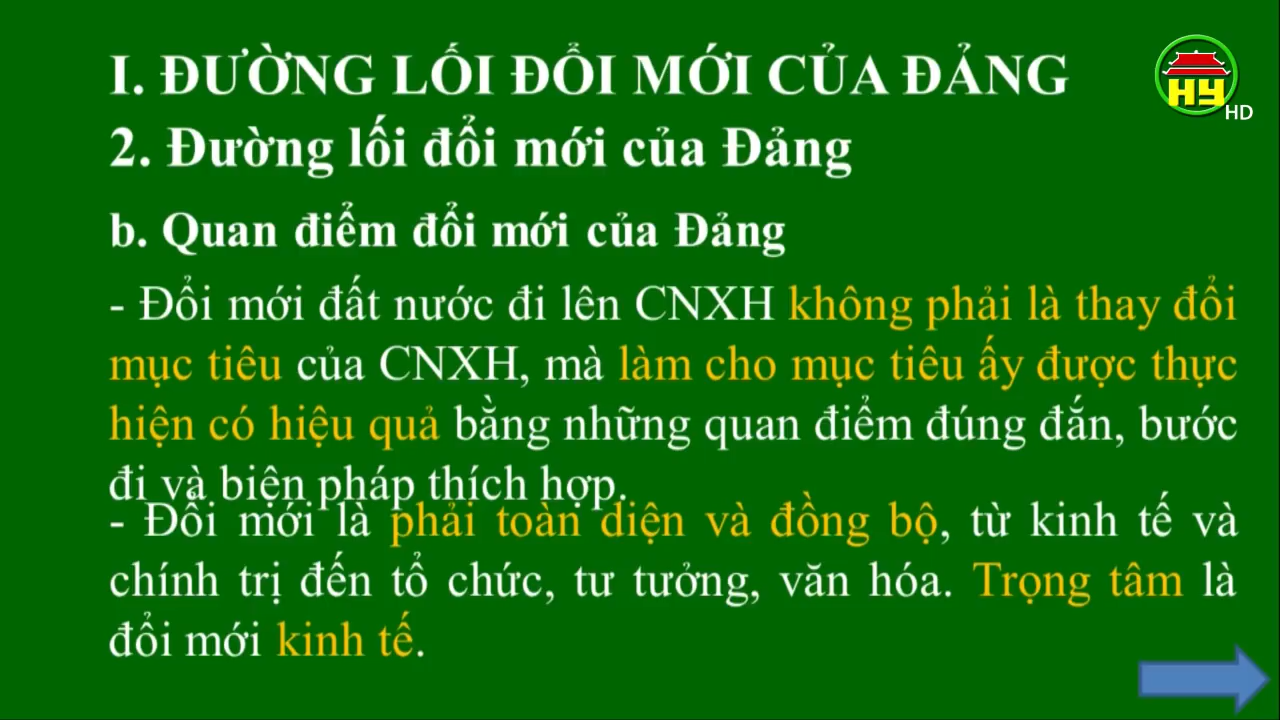 I. ĐƯỜNG LỐI ĐỔI MỚI CỦA ĐẢNG
HY HD
2. Đường lối đổi mới của Đảng
b. Quan điểm đổi mới của Đảng
- Đổi mới đất nước đi lên CNXH không phải là thay đổi
mục tiêu của CNXH, mà làm cho mục tiêu ấy được thực
hiện có hiệu quả bằng những quan điểm đúng đắn, bước
đi và biện pháp thích hợp.
- Đổi mới là phải toàn diện và đồng bộ, từ kinh tế và
chính trị đến tổ chức, tư tưởng, văn hóa. Trọng tâm là
đổi mới kinh tế.